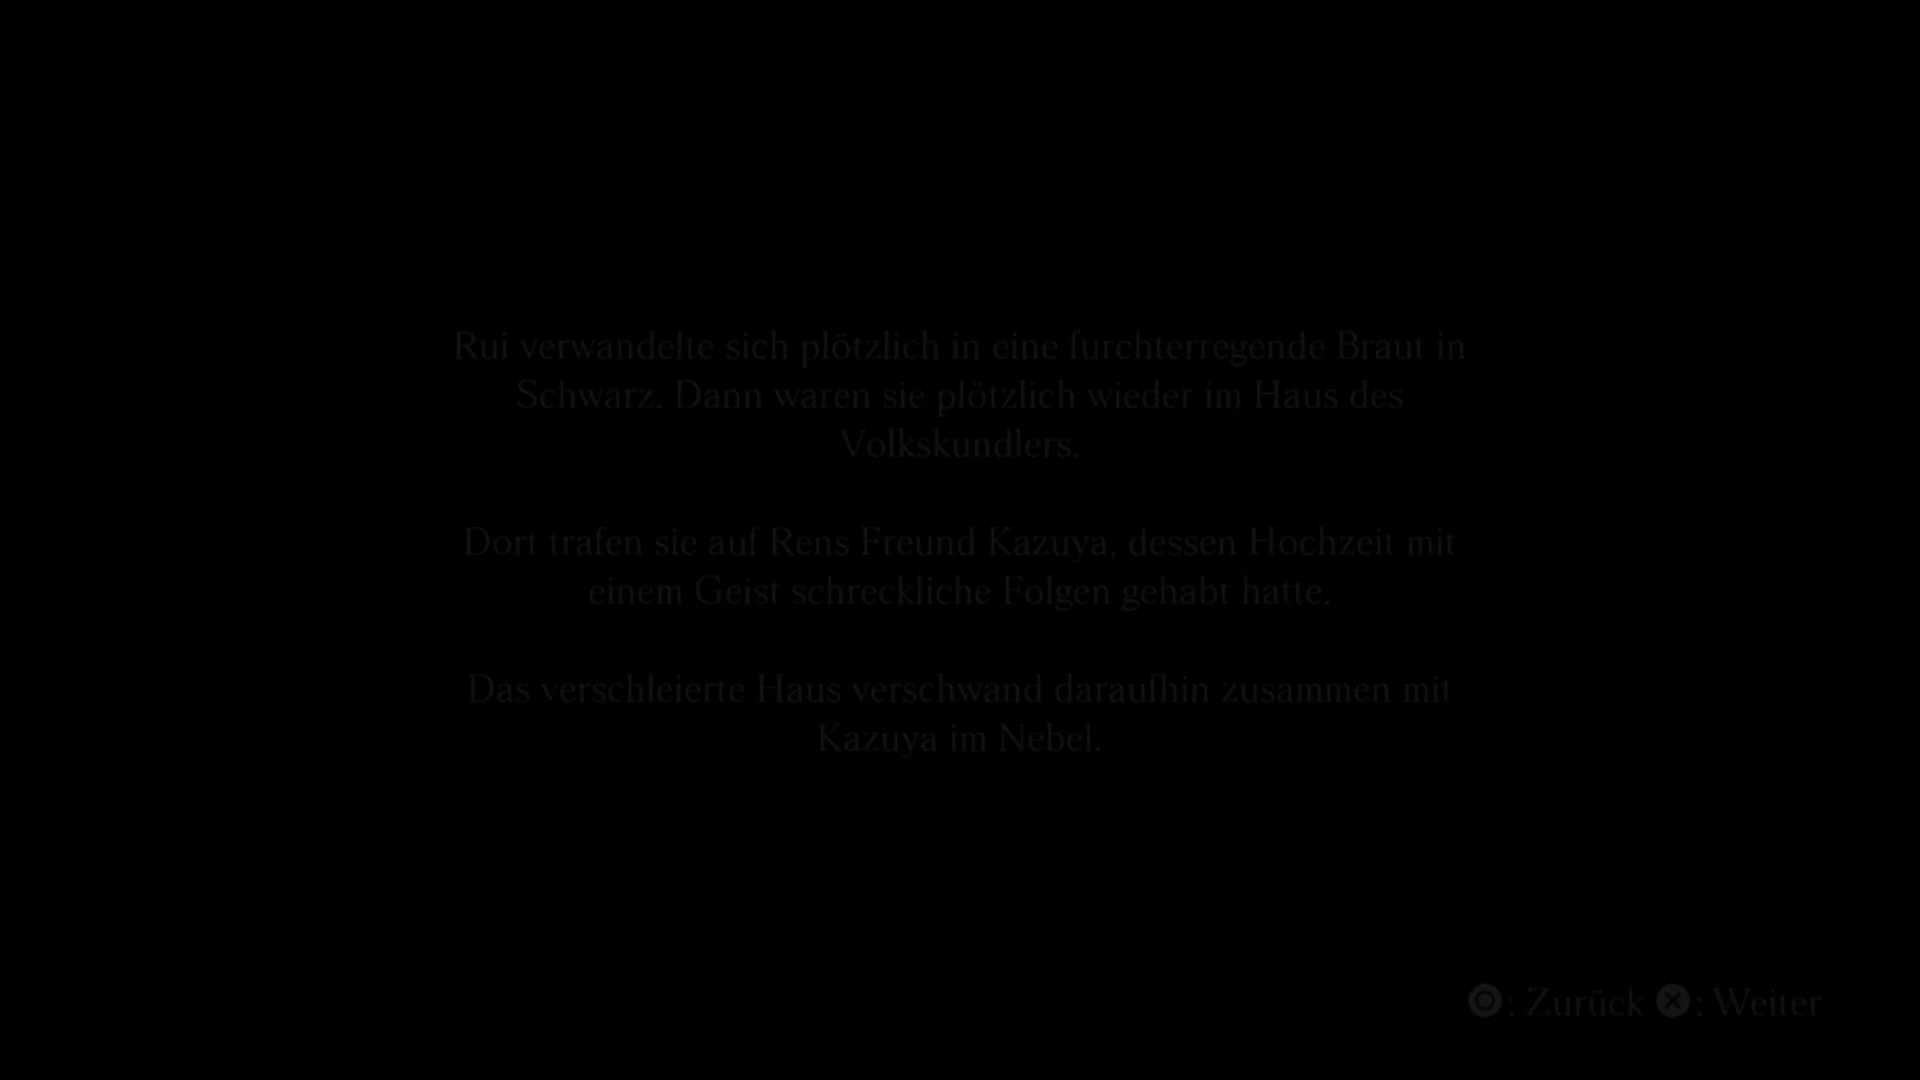 Rui verwandelte sich plötzlich in eine furchterregende Braut in
Schwarz. Dann waren sie plötzlich wieder im Haus des
Volkskundlers.
Dort trafen sie auf Rens Freund Kazuya, dessen Hochzeit mit
einem Geist schreckliche Folgen gehabt hatte.
Das verschleierte Haus verschwand daraufhin zusammen mit
Kazuya im Nebel.
: Zurück : Weiter